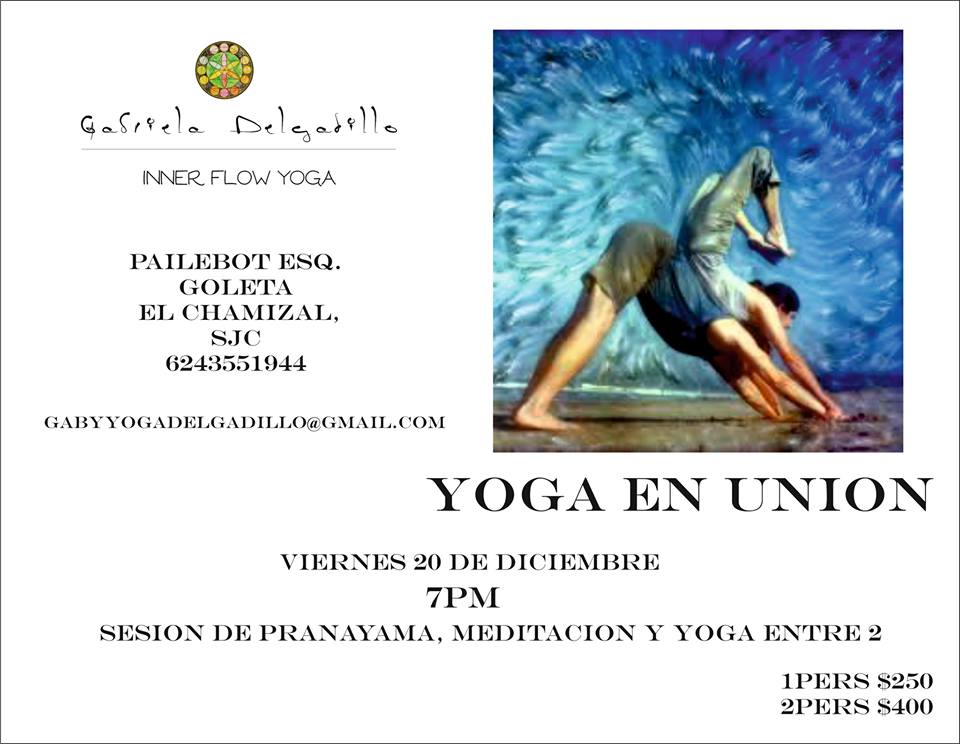 Gabriela Delgadillo
INNER FLOW YOGA
PAILEBOT ESQ.
GOLETA
EL CHAMIZAL,
SJC
6243551944
GABYYOGADELGADILLO@GMAIL.COM
YOGA EN UNION
VIERNES 20 DE DICIEMBRE
7PM
SESION DE PRANAYAMA, MEDITACION Y YOGA ENTRE 2
1PERS $250
2PERS $400